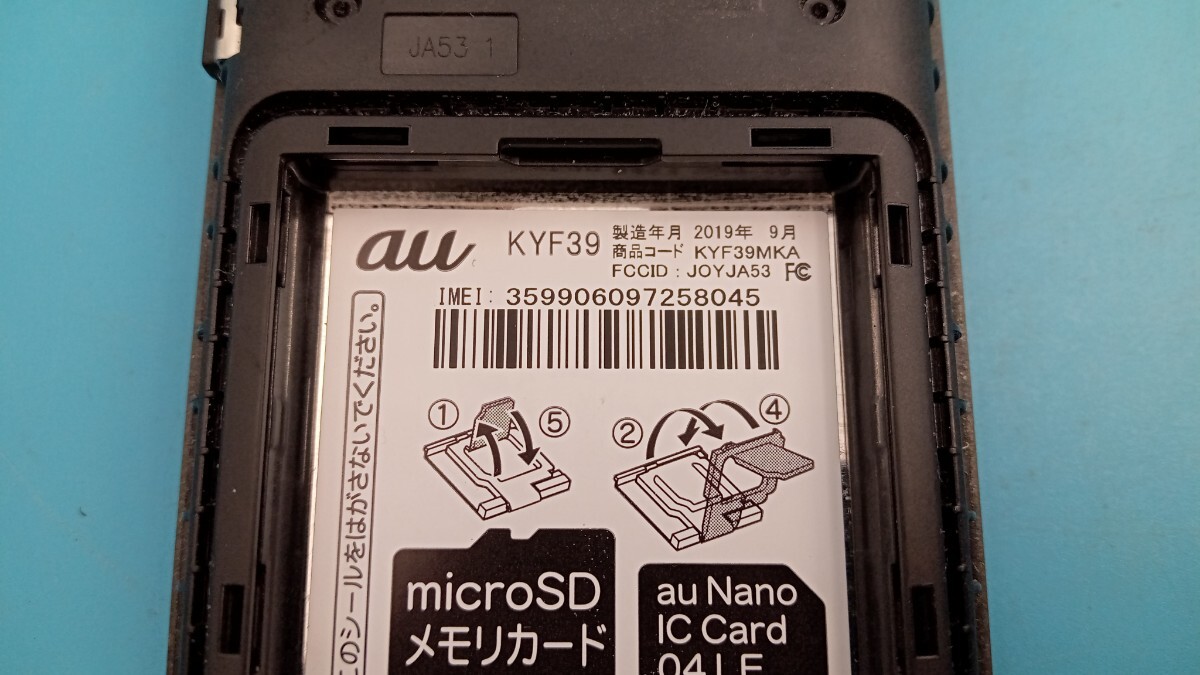 JA53 1
au KYF39
製造年月 2019年 9月
商品コード KYF39MKA
FCCID : JOYJA53 FC
IMEI: 359906097258045
① ⑤ ② ④
このシールをはがさないでください。
microSD
メモリカード
au Nano
IC Card
04 LE